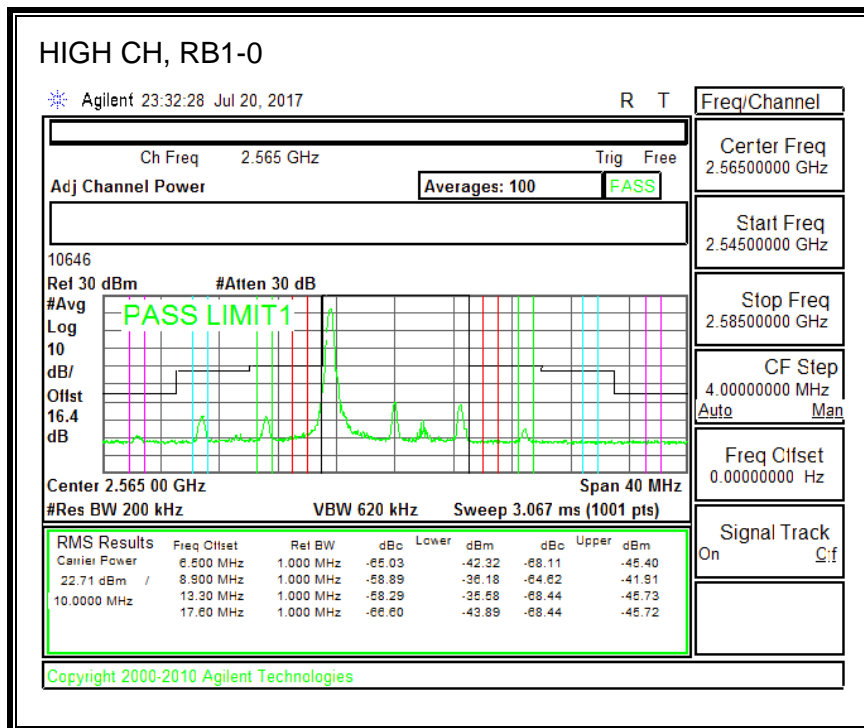 HIGH CH, RB1-0
Agilent 23:32:28 Jul 20, 2017 R T
Freq/Channel
Ch Freq 2.565 GHz Trig Free
Adj Channel Power Averages: 100 PASS
10646
Ref 30 dBm #Atten 30 dB
#Avg
Log
10
dB/
Offst
16.4
dB
PASS LIMIT1
Center 2.565 00 GHz Span 40 MHz
#Res BW 200 kHz VBW 620 kHz Sweep 3.067 ms (1001 pts)
RMS Results Freq Offset Ref BW dBc Lower dBm dBc Upper dBm
Carrier Power 6.500 MHz 1.000 MHz -65.03 -42.32 -68.11 -45.40
22.71 dBm / 8.900 MHz 1.000 MHz -58.89 -36.18 -64.62 -41.91
10.0000 MHz 13.30 MHz 1.000 MHz -58.29 -35.58 -68.44 -45.73
17.60 MHz 1.000 MHz -66.60 -43.89 -68.44 -45.72
Center Freq
2.56500000 GHz
Start Freq
2.54500000 GHz
Stop Freq
2.58500000 GHz
CF Step
4.00000000 MHz
Auto Man
Freq Offset
0.00000000 Hz
Signal Track
On Off
Copyright 2000-2010 Agilent Technologies